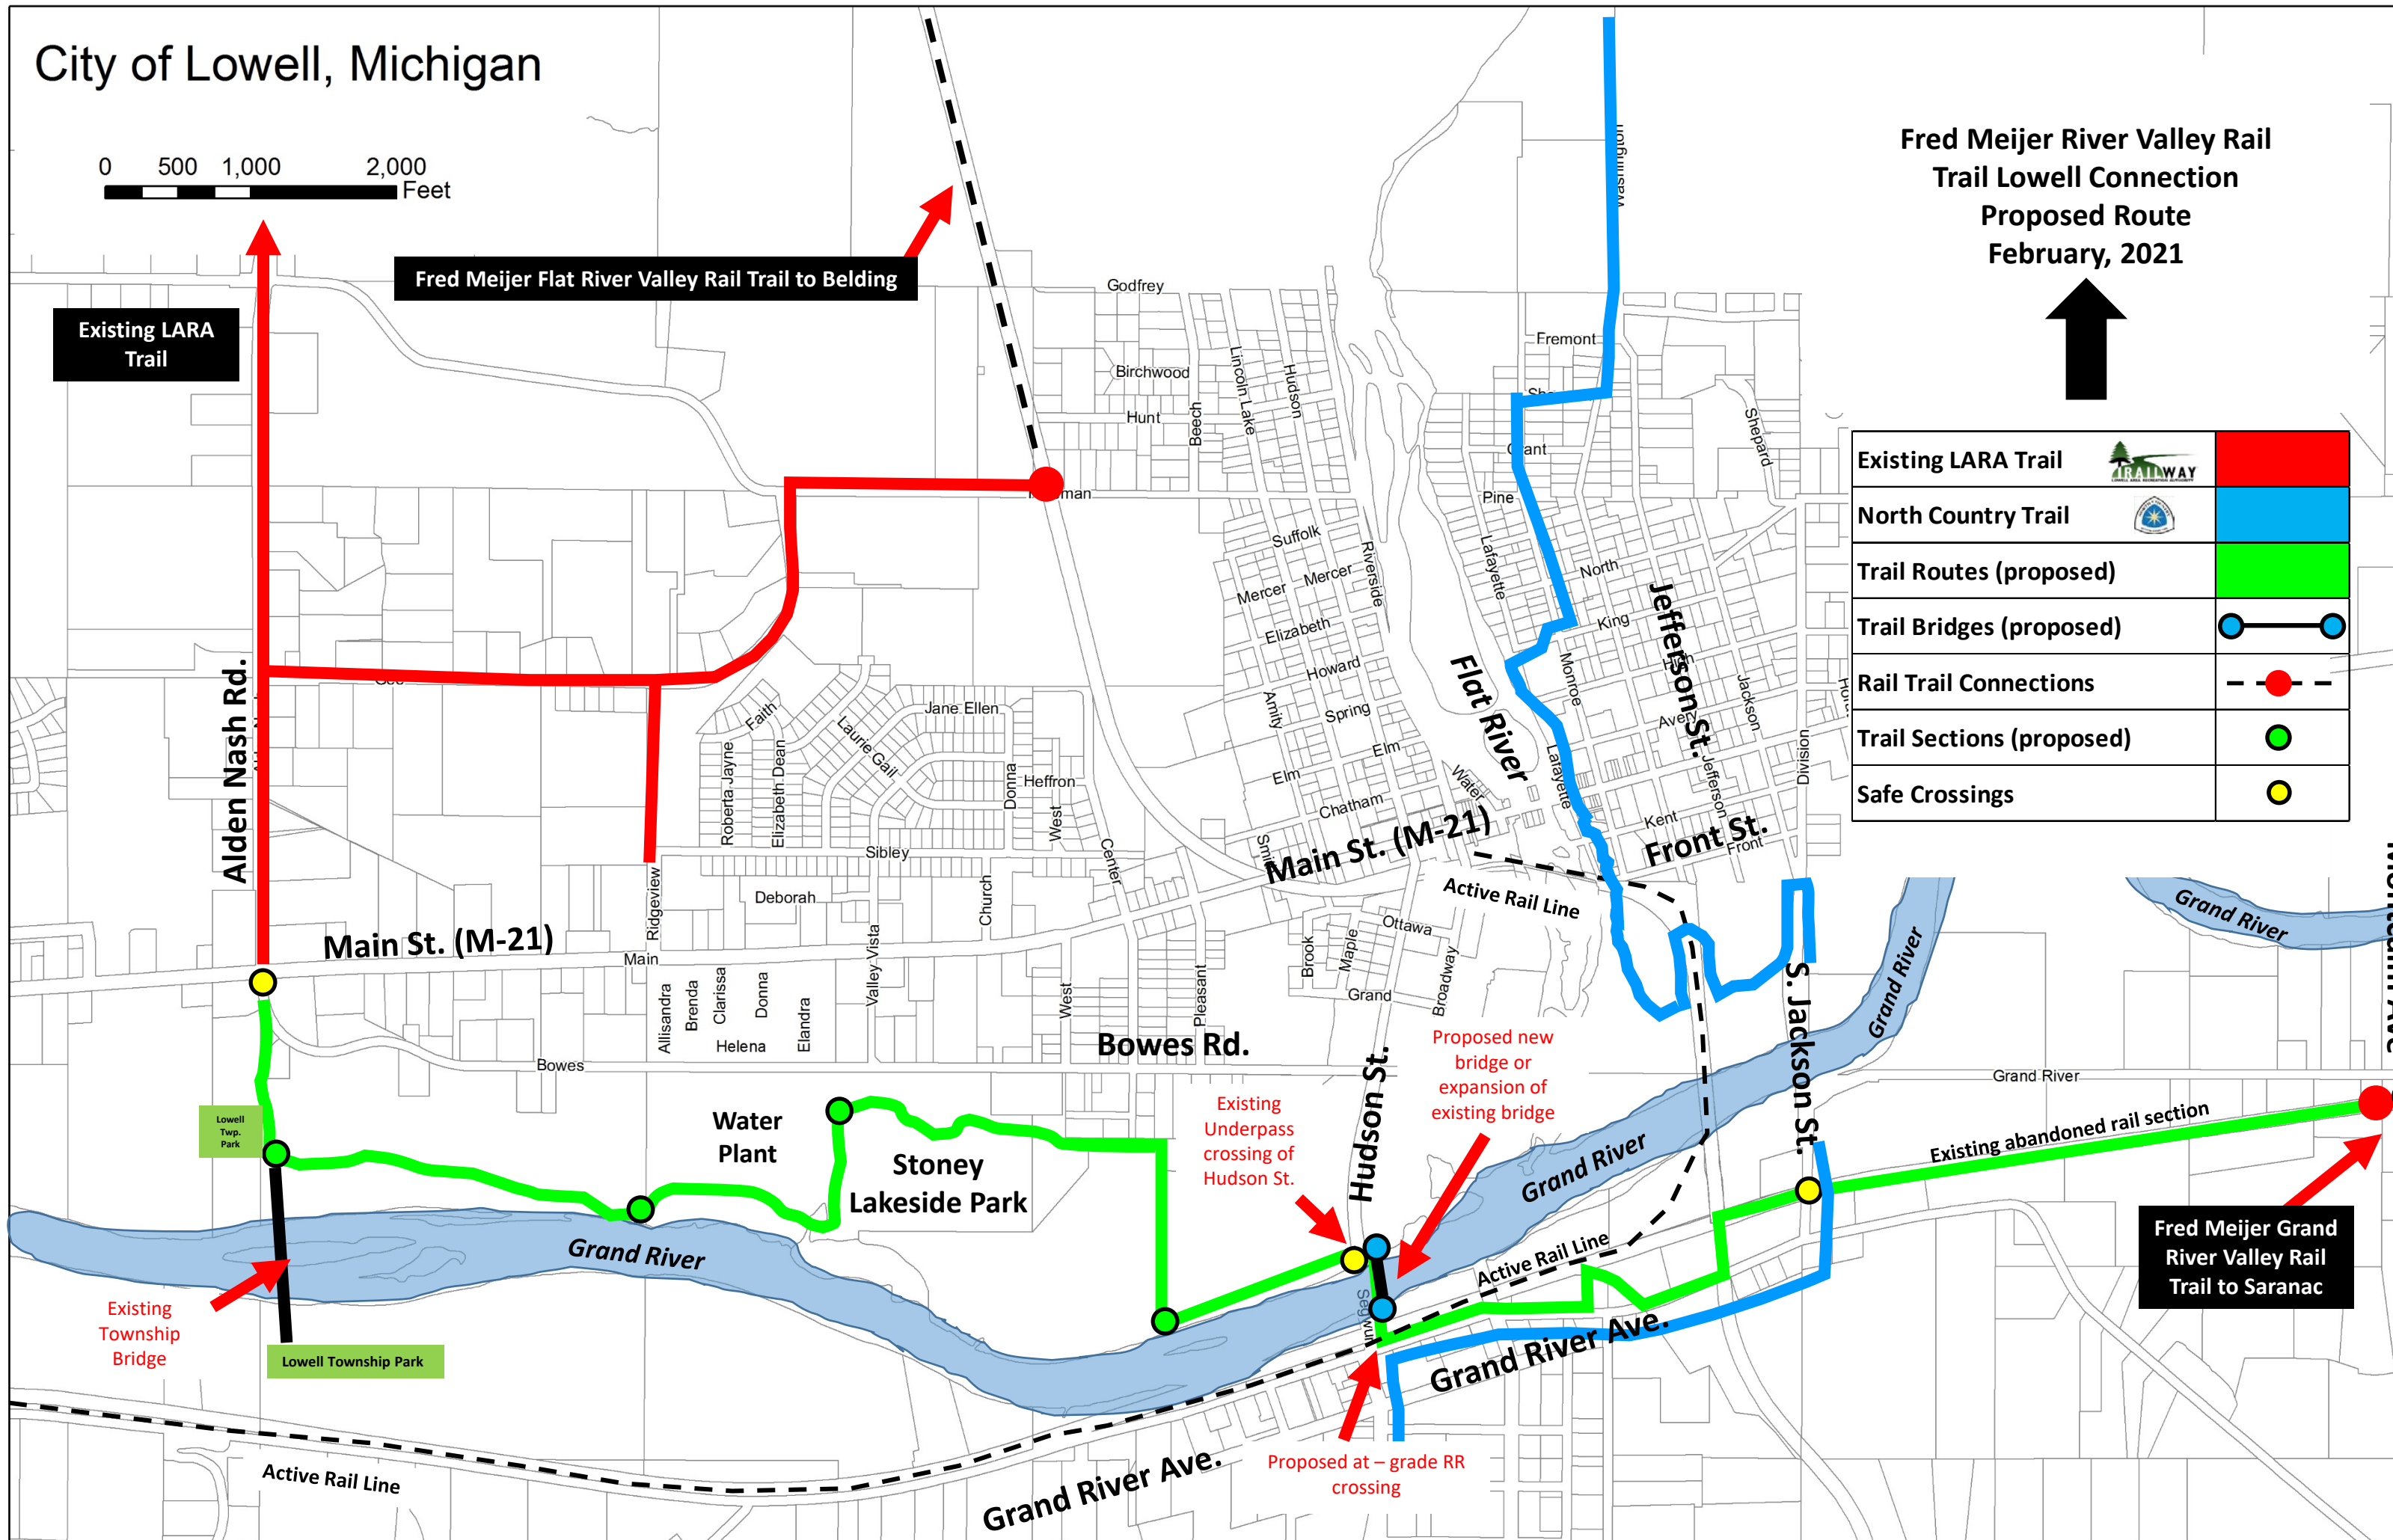 City of Lowell, Michigan
0 500 1,000 2,000
Feet
Fred Meijer River Valley Rail
Trail Lowell Connection
Proposed Route
February, 2021
Existing LARA Trail
TRAILWAY
LOWELL AREA RECREATION AUTHORITY
North Country Trail
Trail Routes (proposed)
Trail Bridges (proposed)
Rail Trail Connections
Trail Sections (proposed)
Safe Crossings
Fred Meijer Flat River Valley Rail Trail to Belding
Existing LARA
Trail
Washington
Godfrey
Fremont
Birchwood
Hunt
Beech
Lincoln Lake
Hudson
Shepard
Pine
Suffolk
Riverside
Lafayette
North
Mercer
Mercer
King
Elizabeth
Jefferson St.
High
Howard
Monroe
Flat River
Jackson
Amity
Spring
Avery
Elm
Elm
Water
Lafayette
Jefferson
Division
Chatham
Kent
Front St.
Front
Main St. (M-21)
Active Rail Line
Alden Nash Rd.
Faith
Jane Ellen
Laurie Gail
Roberta Jayne
Elizabeth Dean
Donna
Heffron
West
Sibley
Center
Deborah
Church
Ridgeview
Main St. (M-21)
Main
Valley Vista
Allisandra
Brenda
Clarissa
Donna
Elandra
Helena
West
Pleasant
Brook
Maple
Ottawa
Grand
Broadway
Bowes Rd.
Bowes
Grand River
Grand River
Grand River
S. Jackson St.
Hudson St.
Proposed new
bridge or
expansion of
existing bridge
Existing
Underpass
crossing of
Hudson St.
Lowell
Twp.
Park
Water
Plant
Stoney
Lakeside Park
Grand River
Grand River
Existing abandoned rail section
Active Rail Line
Segwun
Grand River Ave.
Fred Meijer Grand
River Valley Rail
Trail to Saranac
Existing
Township
Bridge
Lowell Township Park
Active Rail Line
Grand River Ave.
Proposed at – grade RR
crossing